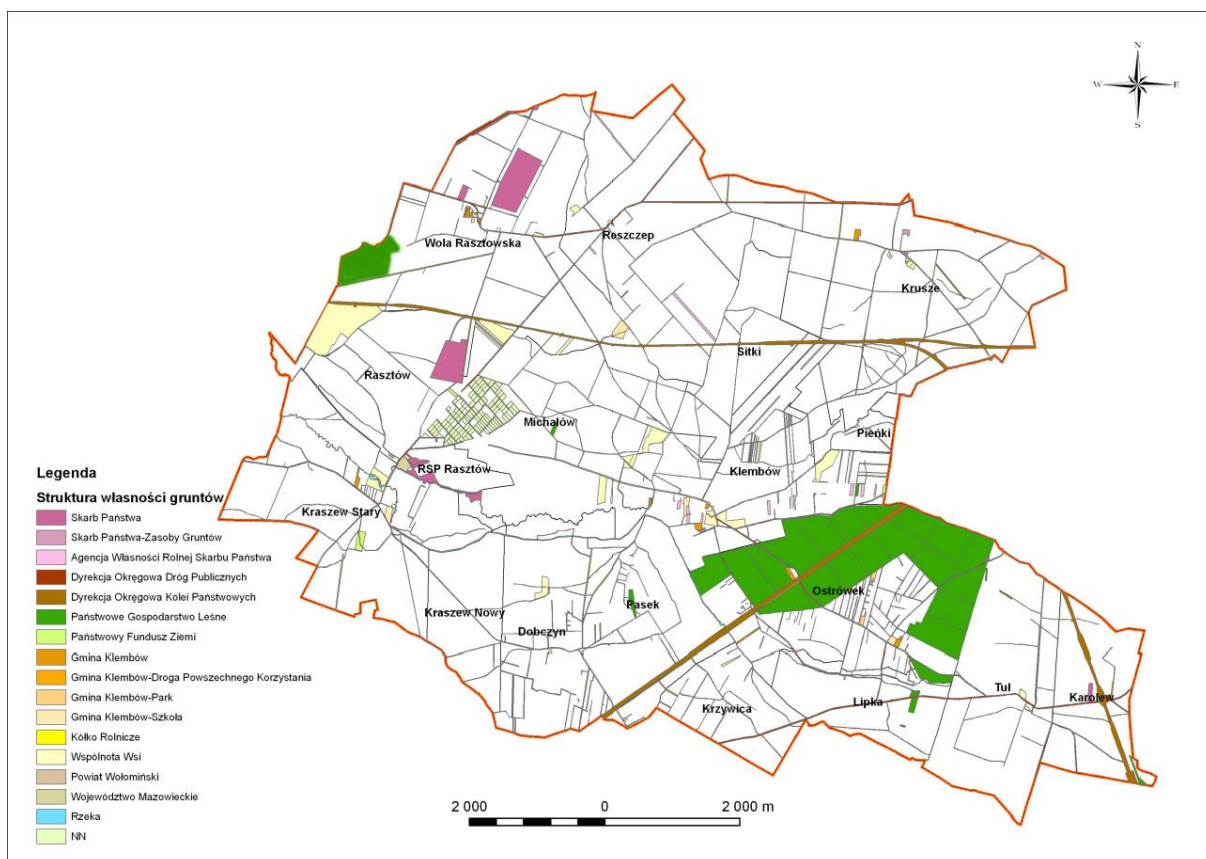 N
W E
S
Wola Rasztowska
Roszczep
Krusze
Sitki
Rasztów
Michałów
Pieńki
RSP Rasztów
Klembów
Kraszew Stary
Ostrówek
Pasek
Kraszew Nowy
Dobczyn
Tuł
Karolew
Lipka
Krzywica
Legenda
Struktura własności gruntów
Skarb Państwa
Skarb Państwa-Zasoby Gruntów
Agencja Własności Rolnej Skarbu Państwa
Dyrekcja Okręgowa Dróg Publicznych
Dyrekcja Okręgowa Kolei Państwowych
Państwowe Gospodarstwo Leśne
Państwowy Fundusz Ziemi
Gmina Klembów
Gmina Klembów-Droga Powszechnego Korzystania
Gmina Klembów-Park
Gmina Klembów-Szkoła
Kółko Rolnicze
Wspólnota Wsi
Powiat Wołomiński
Województwo Mazowieckie
Rzeka
NN
2 000 0 2 000 m